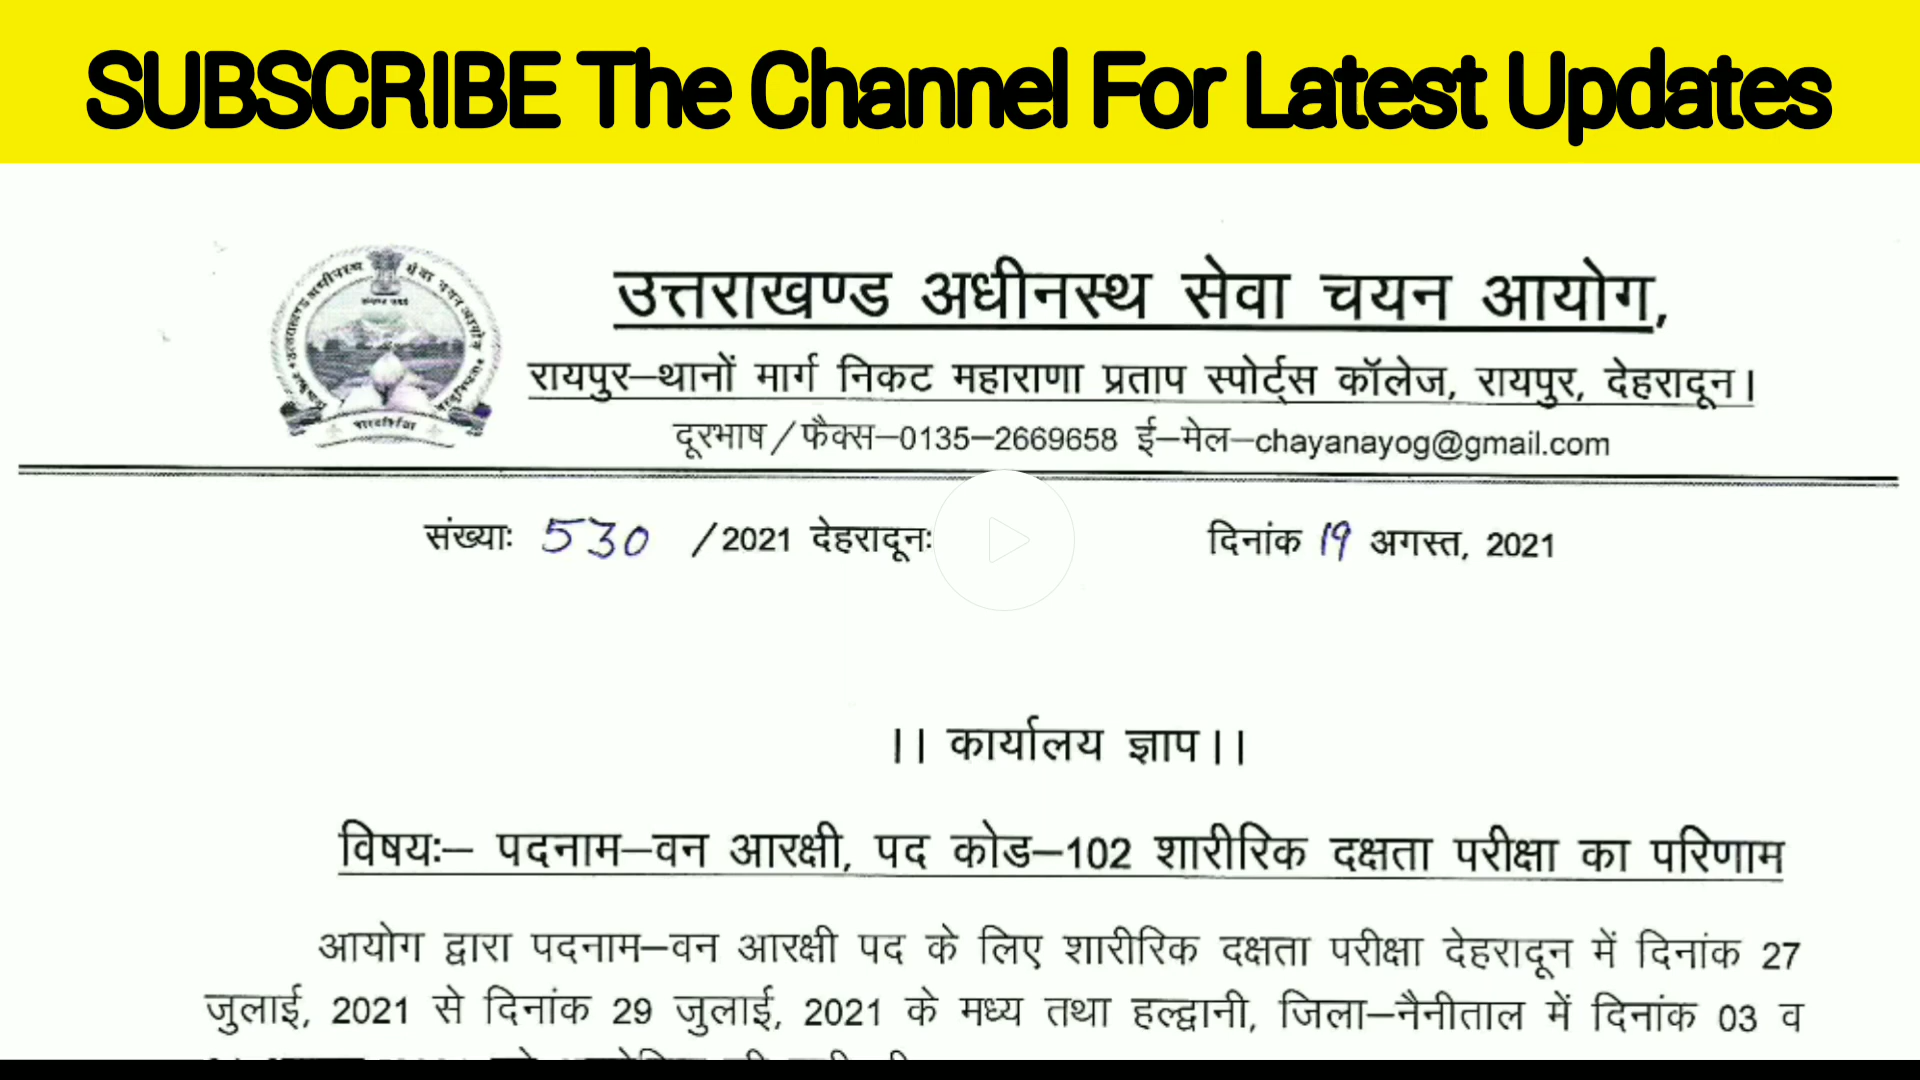 SUBSCRIBE The Channel For Latest Updates
उत्तराखण्ड अधीनस्थ सेवा चयन आयोग,
रायपुर–थानों मार्ग निकट महाराणा प्रताप स्पोर्ट्स कॉलेज, रायपुर, देहरादून।
दूरभाष/फैक्स–0135–2669658 ई–मेल–chayanayog@gmail.com
संख्याः 530 /2021 देहरादूनः दिनांक 19 अगस्त, 2021
।। कार्यालय ज्ञाप।।
विषयः– पदनाम–वन आरक्षी, पद कोड–102 शारीरिक दक्षता परीक्षा का परिणाम
आयोग द्वारा पदनाम–वन आरक्षी पद के लिए शारीरिक दक्षता परीक्षा देहरादून में दिनांक 27
जुलाई, 2021 से दिनांक 29 जुलाई, 2021 के मध्य तथा हल्द्वानी, जिला–नैनीताल में दिनांक 03 व